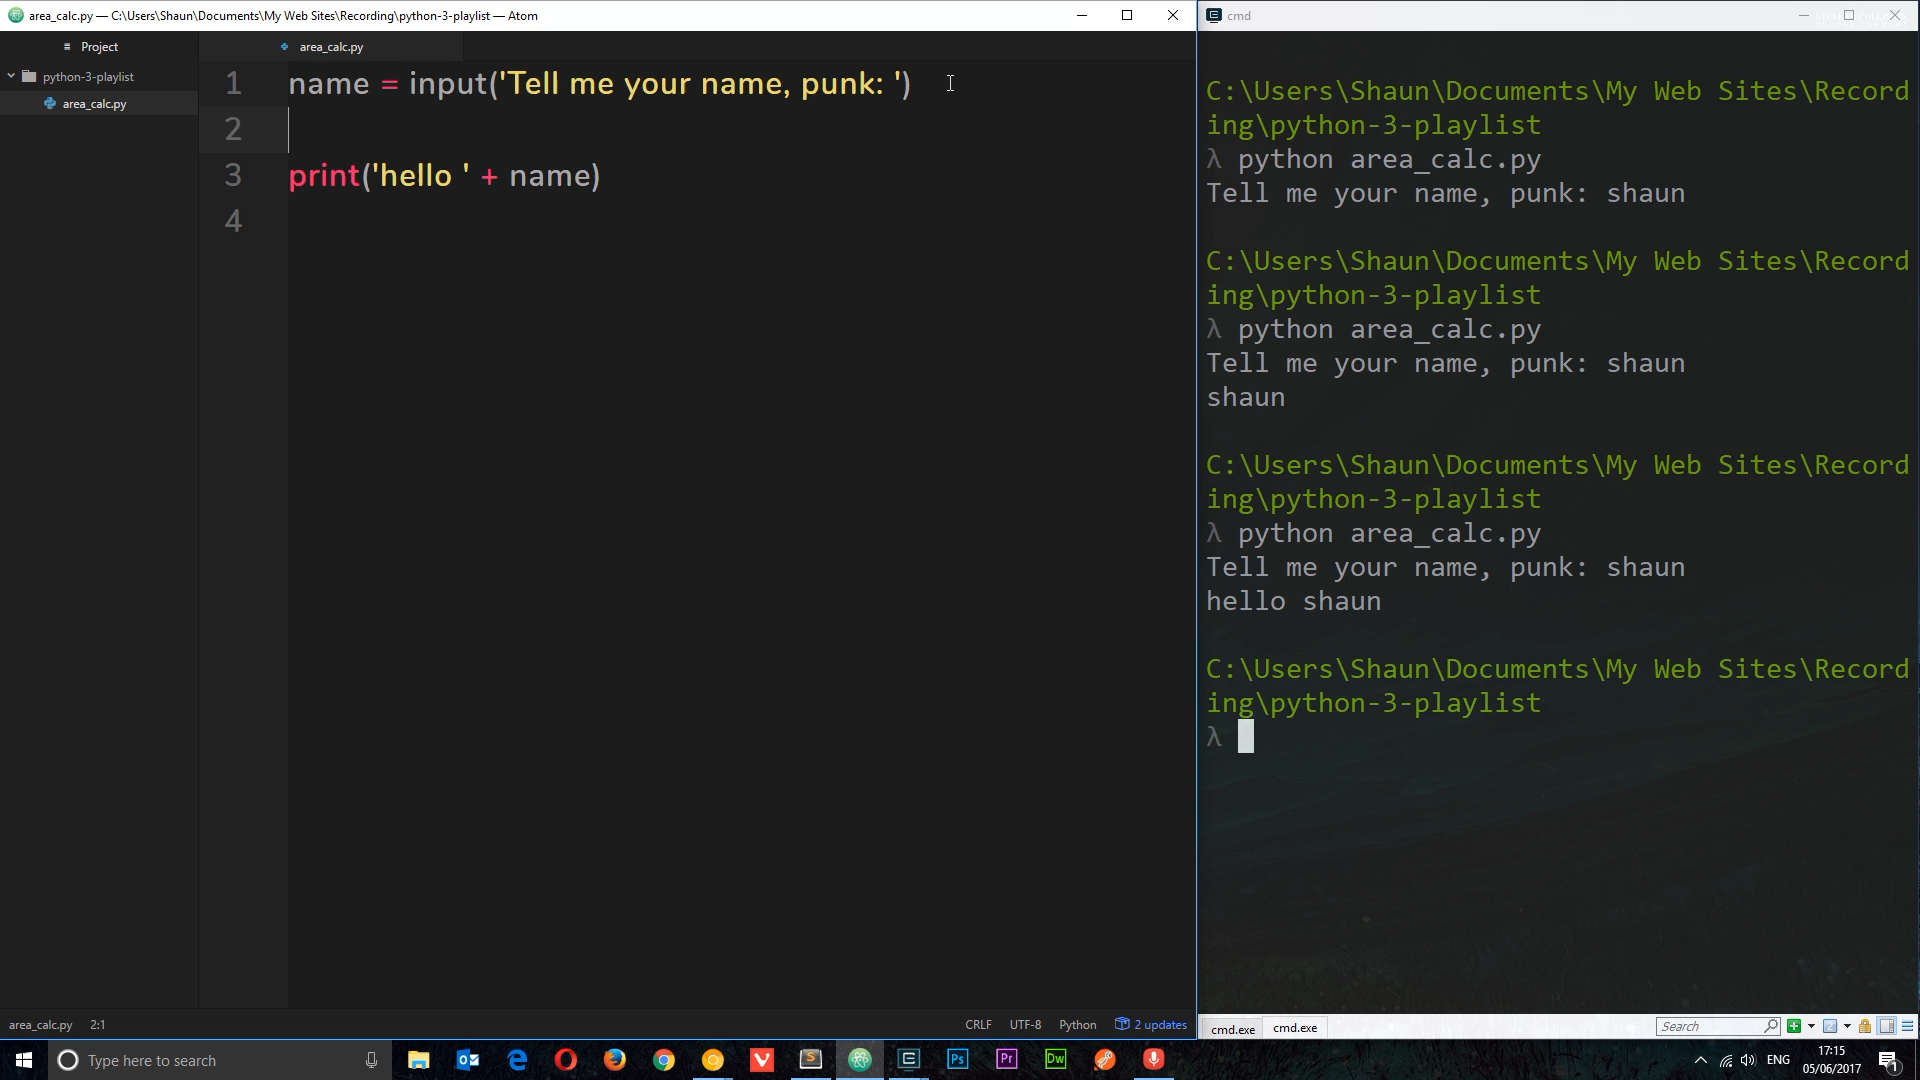 area_calc.py — C:\Users\Shaun\Documents\My Web Sites\Recording\python-3-playlist — Atom
Project
python-3-playlist
area_calc.py
area_calc.py
1 name = input('Tell me your name, punk: ')
2
3 print('hello ' + name)
4
area_calc.py 2:1
CRLF UTF-8 Python 2 updates
cmd
C:\Users\Shaun\Documents\My Web Sites\Record
ing\python-3-playlist
λ python area_calc.py
Tell me your name, punk: shaun
C:\Users\Shaun\Documents\My Web Sites\Record
ing\python-3-playlist
λ python area_calc.py
Tell me your name, punk: shaun
shaun
C:\Users\Shaun\Documents\My Web Sites\Record
ing\python-3-playlist
λ python area_calc.py
Tell me your name, punk: shaun
hello shaun
C:\Users\Shaun\Documents\My Web Sites\Record
ing\python-3-playlist
λ
cmd.exe cmd.exe Search
Type here to search
S Ps Pr Dw
ENG
17:15
05/06/2017
1